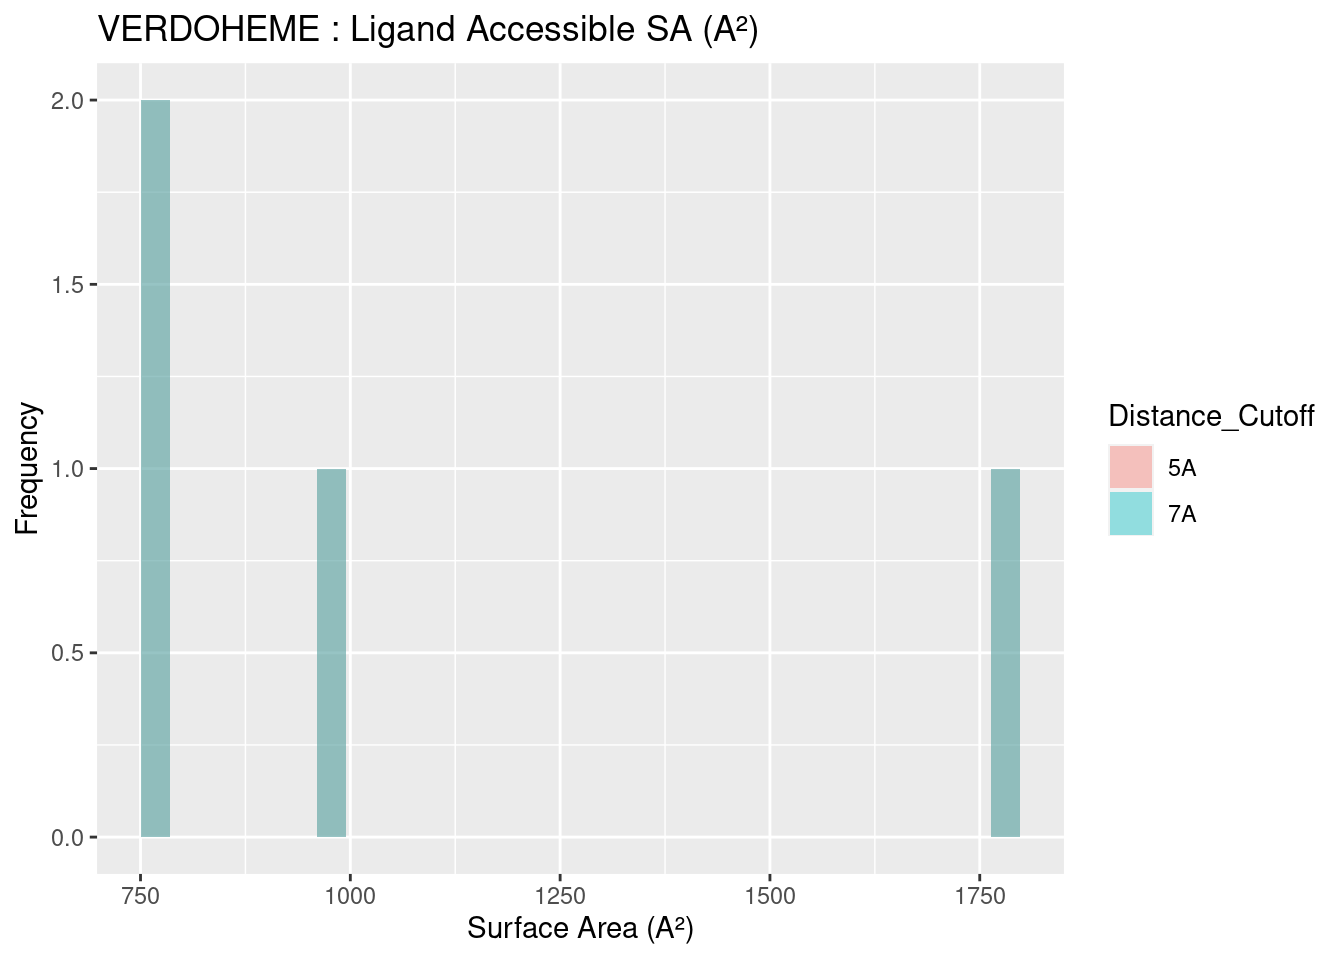 VERDOHEME : Ligand Accessible SA (A²)
2.0
1.5
1.0
0.5
0.0
Frequency
750 1000 1250 1500 1750
Surface Area (A²)
Distance_Cutoff
5A
7A